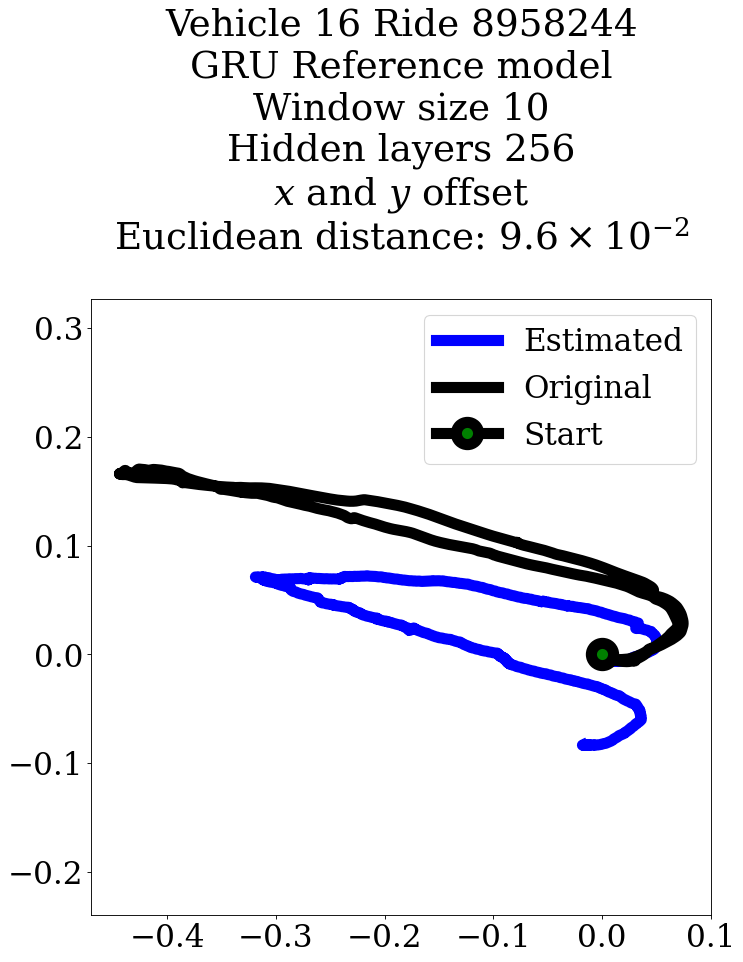 Vehicle 16 Ride 8958244
GRU Reference model
Window size 10
Hidden layers 256
x and y offset
Euclidean distance: 9.6 × 10⁻²
Estimated
Original
Start
0.3
0.2
0.1
0.0
−0.1
−0.2
−0.4 −0.3 −0.2 −0.1 0.0 0.1